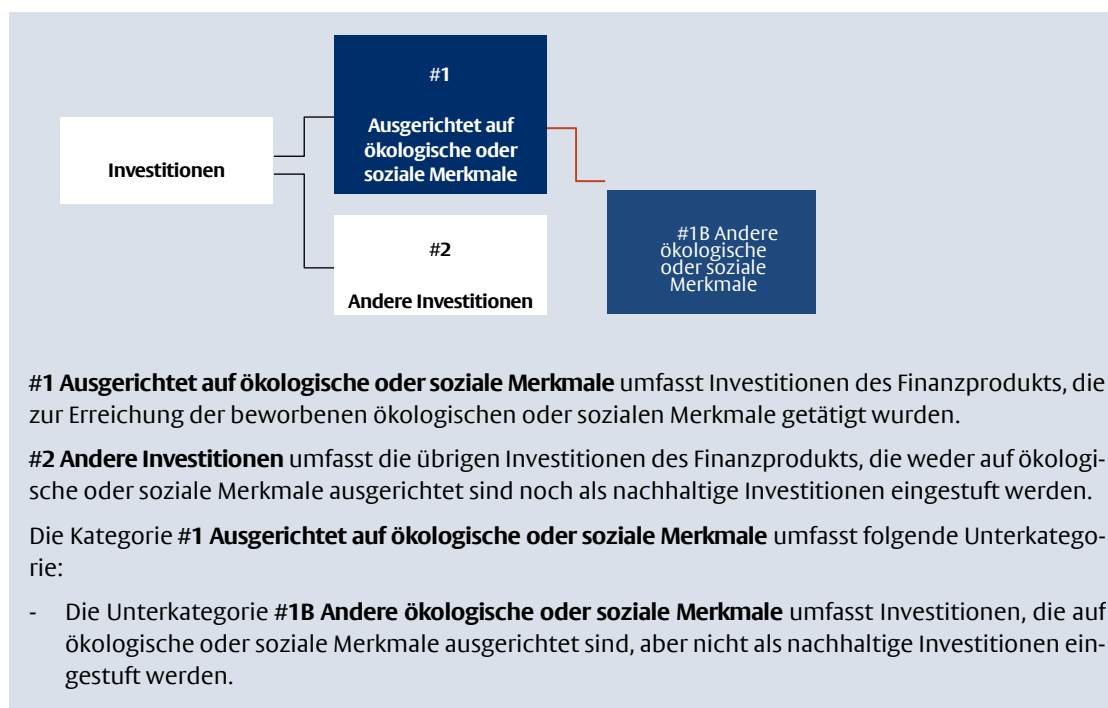 #1
Ausgerichtet auf
ökologische oder
soziale Merkmale
Investitionen
#2
Andere Investitionen
#1B Andere
ökologische
oder soziale
Merkmale
#1 Ausgerichtet auf ökologische oder soziale Merkmale umfasst Investitionen des Finanzprodukts, die
zur Erreichung der beworbenen ökologischen oder sozialen Merkmale getätigt wurden.
#2 Andere Investitionen umfasst die übrigen Investitionen des Finanzprodukts, die weder auf ökologi-
sche oder soziale Merkmale ausgerichtet sind noch als nachhaltige Investitionen eingestuft werden.
Die Kategorie #1 Ausgerichtet auf ökologische oder soziale Merkmale umfasst folgende Unterkatego-
rie:
- Die Unterkategorie #1B Andere ökologische oder soziale Merkmale umfasst Investitionen, die auf
ökologische oder soziale Merkmale ausgerichtet sind, aber nicht als nachhaltige Investitionen ein-
gestuft werden.